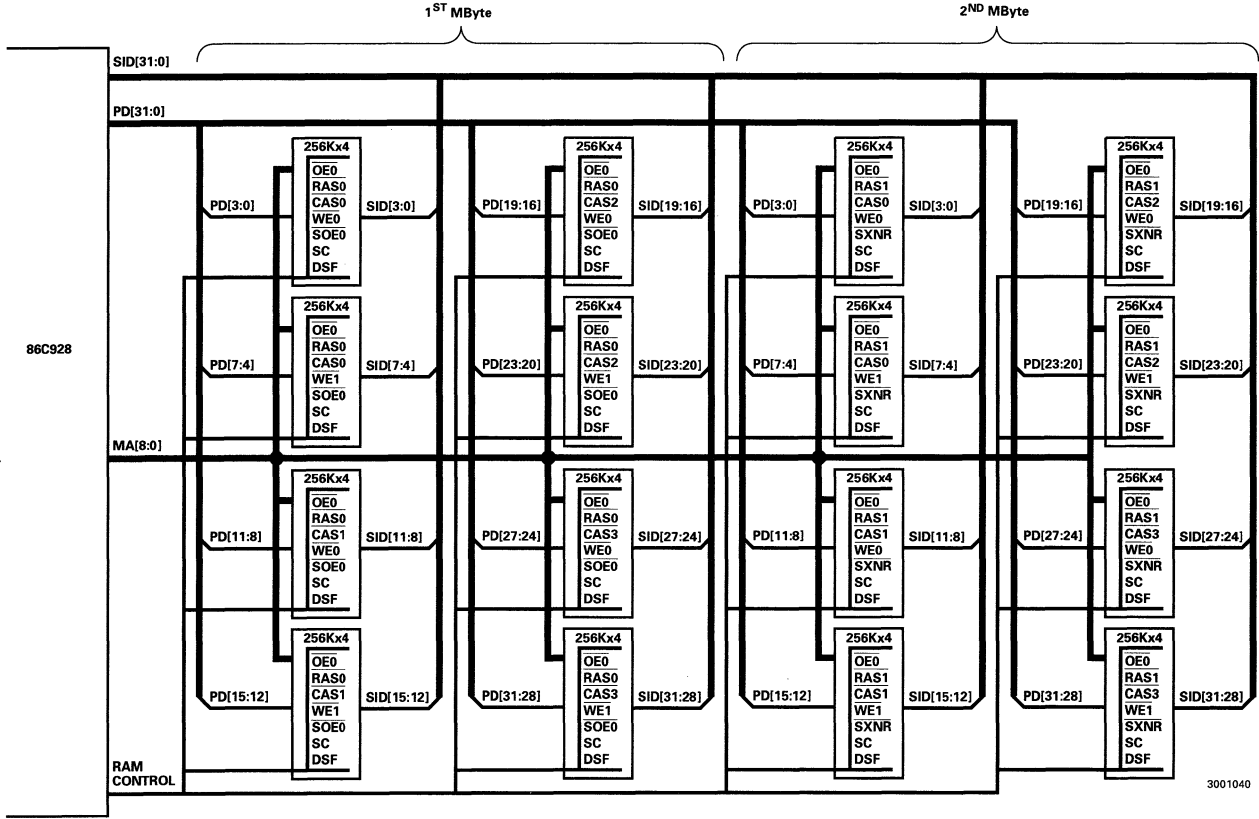 1ST MByte
2ND MByte
SID[31:0]
PD[31:0]
86C928
MA[8:0]
RAM
CONTROL
256Kx4
OE0
RAS0
CAS0
WE0
SOE0
SC
DSF
PD[3:0]
SID[3:0]
256Kx4
OE0
RAS0
CAS0
WE1
SOE0
SC
DSF
PD[7:4]
SID[7:4]
256Kx4
OE0
RAS0
CAS1
WE0
SOE0
SC
DSF
PD[11:8]
SID[11:8]
256Kx4
OE0
RAS0
CAS1
WE1
SOE0
SC
DSF
PD[15:12]
SID[15:12]
256Kx4
OE0
RAS0
CAS2
WE0
SOE0
SC
DSF
PD[19:16]
SID[19:16]
256Kx4
OE0
RAS0
CAS2
WE1
SOE0
SC
DSF
PD[23:20]
SID[23:20]
256Kx4
OE0
RAS0
CAS3
WE0
SOE0
SC
DSF
PD[27:24]
SID[27:24]
256Kx4
OE0
RAS0
CAS3
WE1
SOE0
SC
DSF
PD[31:28]
SID[31:28]
256Kx4
OE0
RAS1
CAS0
WE0
SXNR
SC
DSF
PD[3:0]
SID[3:0]
256Kx4
OE0
RAS1
CAS0
WE1
SXNR
SC
DSF
PD[7:4]
SID[7:4]
256Kx4
OE0
RAS1
CAS1
WE0
SXNR
SC
DSF
PD[11:8]
SID[11:8]
256Kx4
OE0
RAS1
CAS1
WE1
SXNR
SC
DSF
PD[15:12]
SID[15:12]
256Kx4
OE0
RAS1
CAS2
WE0
SXNR
SC
DSF
PD[19:16]
SID[19:16]
256Kx4
OE0
RAS1
CAS2
WE1
SXNR
SC
DSF
PD[23:20]
SID[23:20]
256Kx4
OE0
RAS1
CAS3
WE0
SXNR
SC
DSF
PD[27:24]
SID[27:24]
256Kx4
OE0
RAS1
CAS3
WE1
SXNR
SC
DSF
PD[31:28]
SID[31:28]
3001040